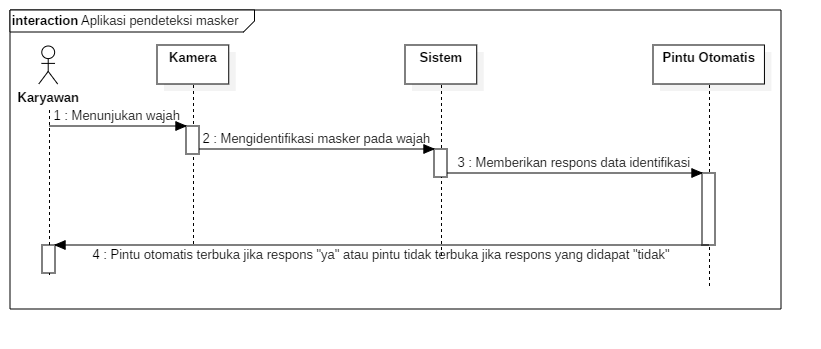 interaction Aplikasi pendeteksi masker
Kamera
Sistem
Pintu Otomatis
Karyawan
1 : Menunjukan wajah
2 : Mengidentifikasi masker pada wajah
3 : Memberikan respons data identifikasi
4 : Pintu otomatis terbuka jika respons "ya" atau pintu tidak terbuka jika respons yang didapat "tidak"